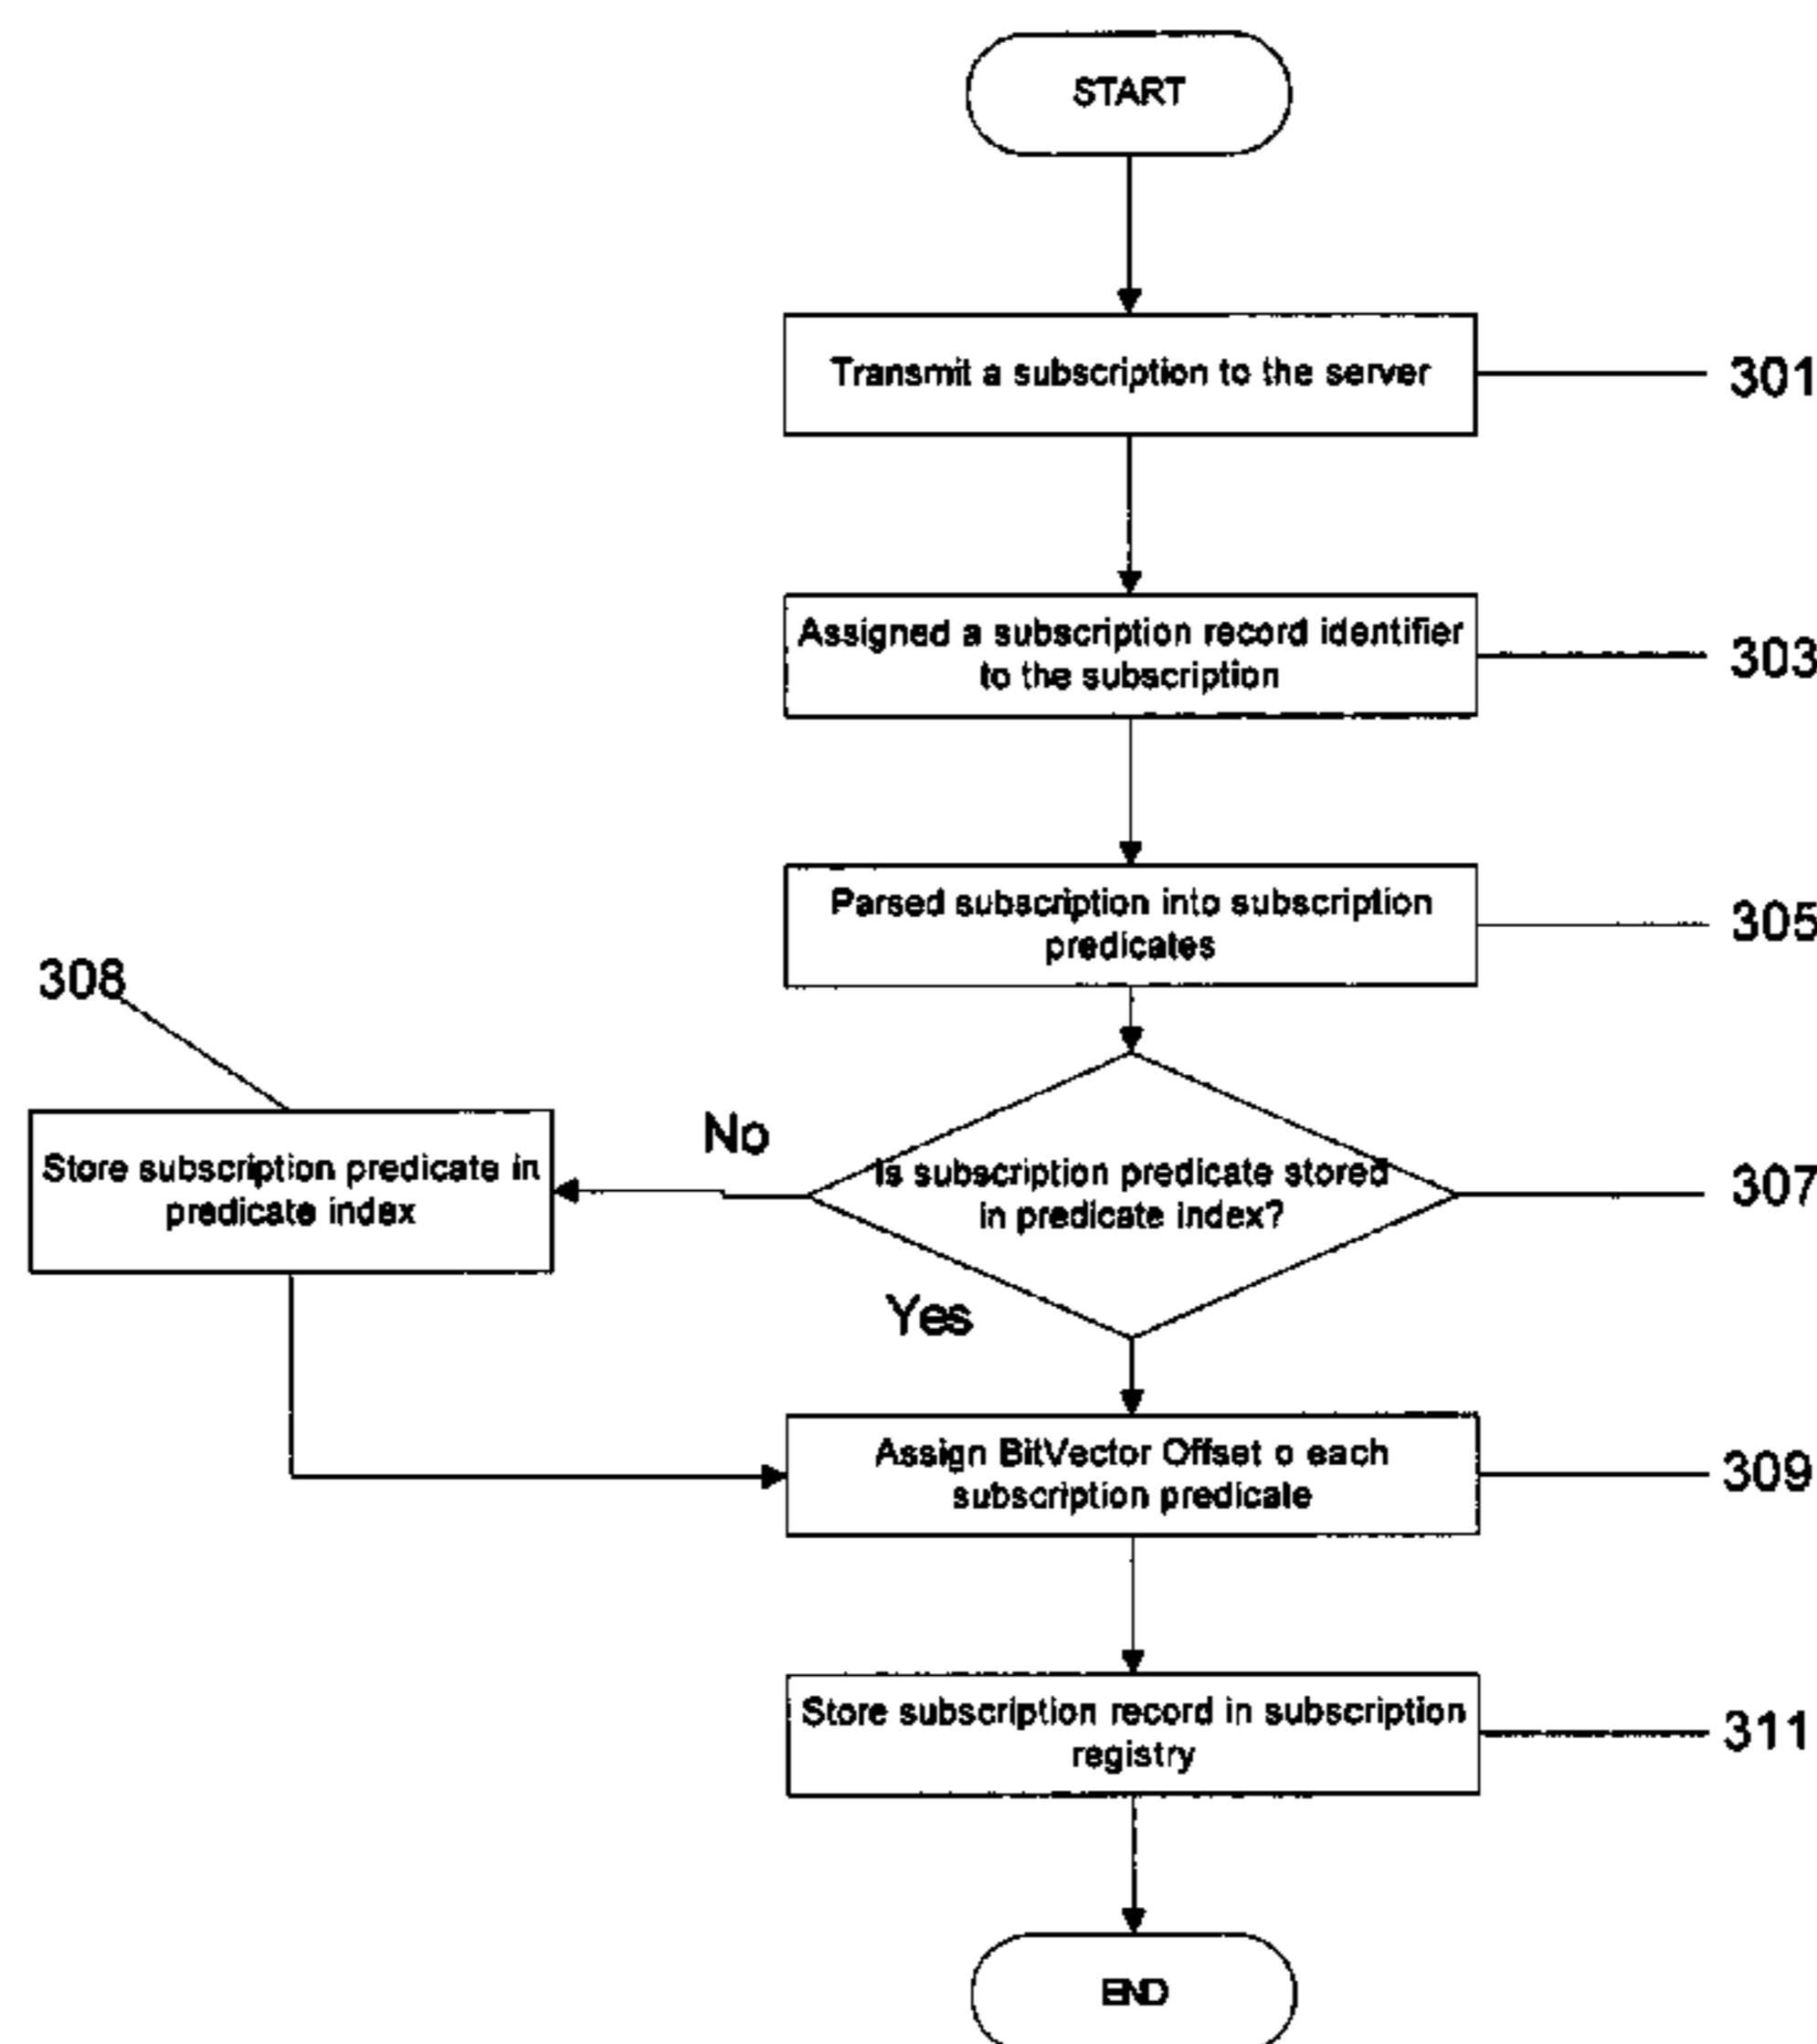 START
Transmit a subscription to the server
301
Assigned a subscription record identifier
to the subscription
303
Parsed subscription into subscription
predicates
305
308
No
Store subscription predicate in
predicate index
Is subscription predicate stored
in predicate index?
307
Yes
Assign BitVector Offset o each
subscription predicate
309
Store subscription record in subscription
registry
311
END